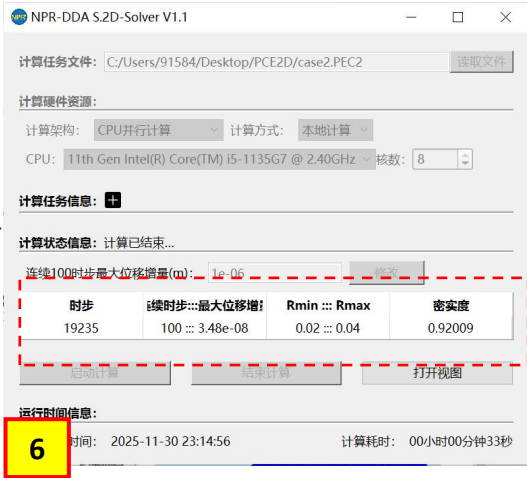 NPR-DDA S.2D-Solver V1.1
计算任务文件: C:/Users/91584/Desktop/PCE2D/case2.PEC2 读取文件
计算硬件资源:
计算架构: CPU并行计算 计算方式: 本地计算
CPU: 11th Gen Intel(R) Core(TM) i5-1135G7 @ 2.40GHz 核数: 8
计算任务信息:
计算状态信息: 计算已结束...
连续100时步最大位移增量(m): 1e-06 修改
时步 续时步:::最大位移增 Rmin ::: Rmax 密实度
19235 100 ::: 3.48e-08 0.02 ::: 0.04 0.92009
启动计算 结束计算 打开视图
运行时间信息:
时间: 2025-11-30 23:14:56 计算耗时: 00小时00分钟33秒
6